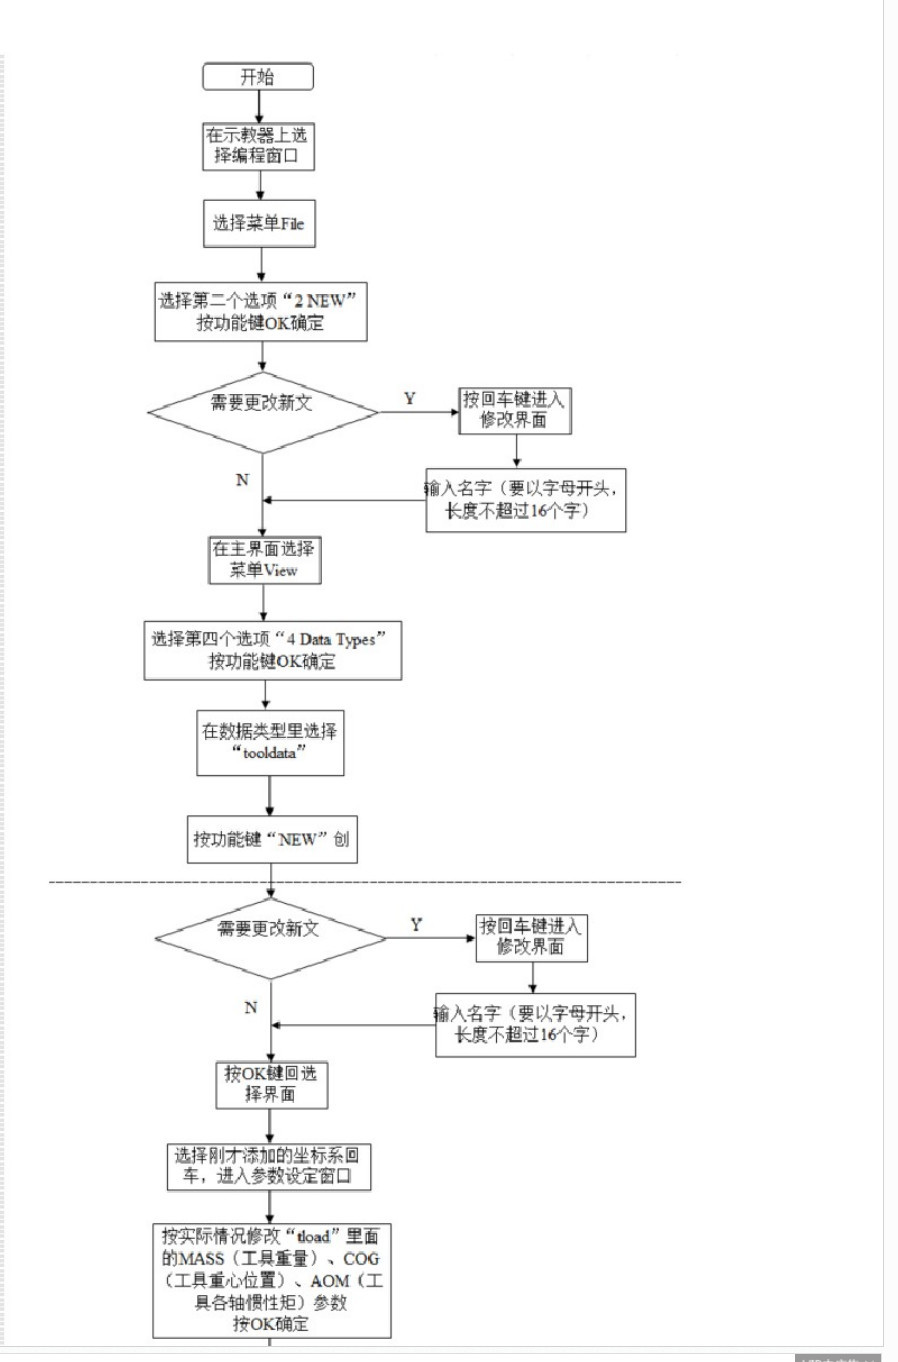 开始
在示教器上选
择编程窗口
选择菜单File
选择第二个选项“2 NEW”
按功能键OK确定
需要更改新文
Y
按回车键进入
修改界面
N
输入名字（要以字母开头，
长度不超过16个字）
在主界面选择
菜单View
选择第四个选项“4 Data Types”
按功能键OK确定
在数据类型里选择
“tooldata”
按功能键“NEW”创
需要更改新文
Y
按回车键进入
修改界面
N
输入名字（要以字母开头，
长度不超过16个字）
按OK键回选
择界面
选择刚才添加的坐标系回
车，进入参数设定窗口
按实际情况修改“tload”里面
的MASS（工具重量）、COG
（工具重心位置）、AOM（工
具各轴惯性矩）参数
按OK确定